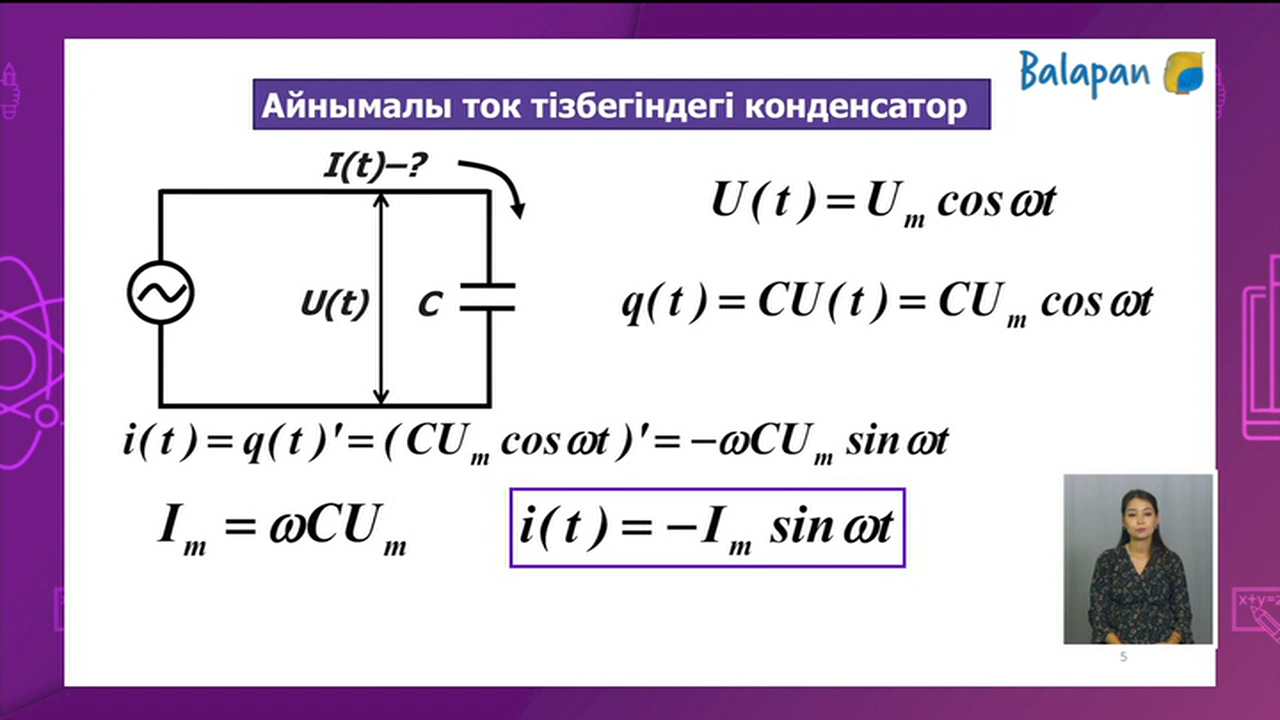 Balapan
Айнымалы ток тізбегіндегі конденсатор
I(t)–?
U(t) = U_m cos ωt
U(t) C
q(t) = CU(t) = CU_m cos ωt
i(t) = q(t)' = (CU_m cos ωt)' = −ωCU_m sin ωt
I_m = ωCU_m
i(t) = −I_m sin ωt
x+y=
5